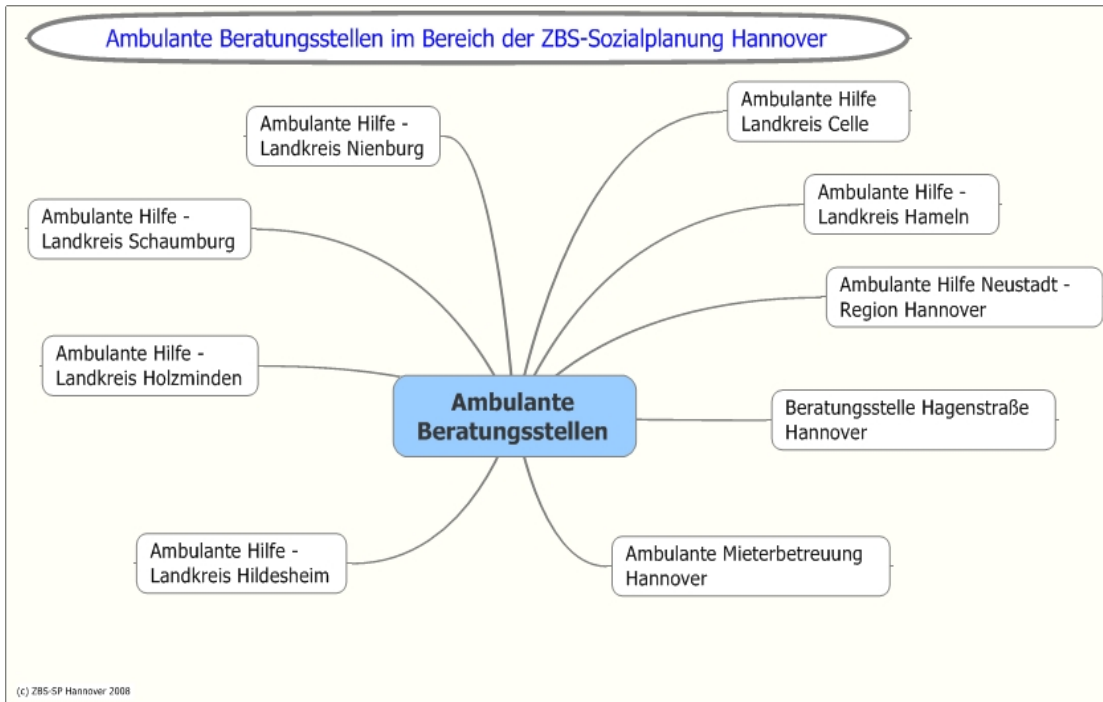 Ambulante Beratungsstellen im Bereich der ZBS-Sozialplanung Hannover
Ambulante Hilfe
Landkreis Celle
Ambulante Hilfe -
Landkreis Nienburg
Ambulante Hilfe -
Landkreis Hameln
Ambulante Hilfe -
Landkreis Schaumburg
Ambulante Hilfe Neustadt -
Region Hannover
Ambulante Hilfe -
Landkreis Holzminden
Ambulante
Beratungsstellen
Beratungsstelle Hagenstraße
Hannover
Ambulante Hilfe -
Landkreis Hildesheim
Ambulante Mieterbetreuung
Hannover
(c) ZBS-SP Hannover 2008